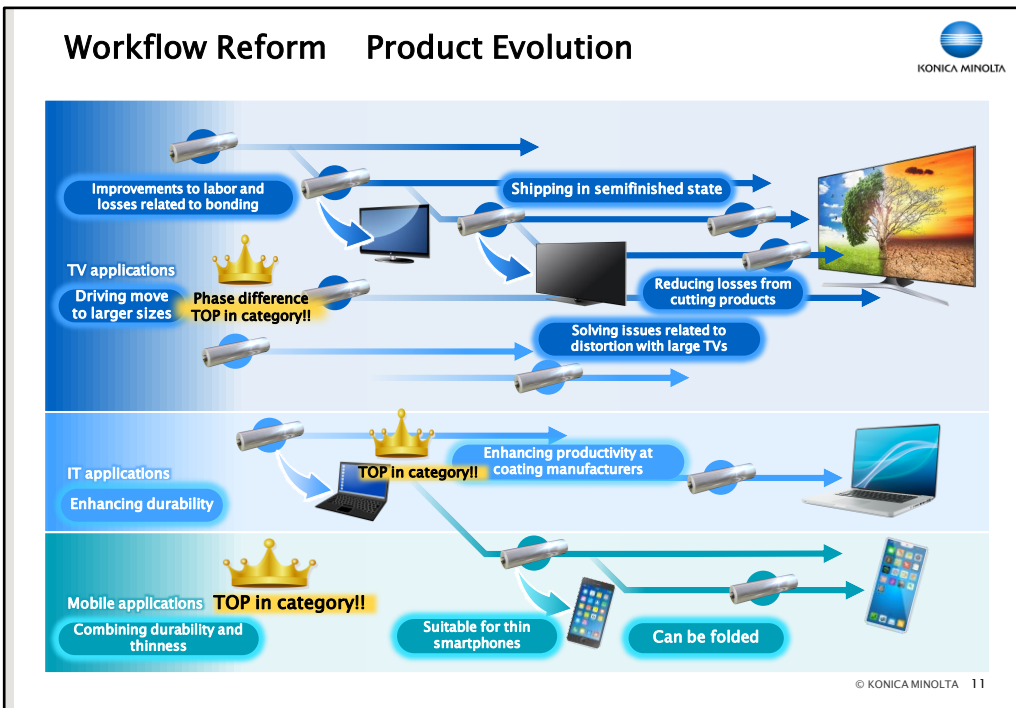 Workflow Reform Product Evolution
KONICA MINOLTA
Improvements to labor and
losses related to bonding
Shipping in semifinished state
TV applications
Driving move
to larger sizes
Phase difference
TOP in category!!
Reducing losses from
cutting products
Solving issues related to
distortion with large TVs
IT applications
Enhancing durability
TOP in category!!
Enhancing productivity at
coating manufacturers
Mobile applications
TOP in category!!
Combining durability and
thinness
Suitable for thin
smartphones
Can be folded
© KONICA MINOLTA 11